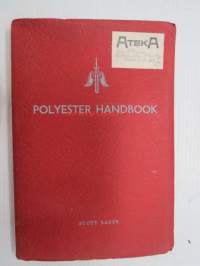 ATEKA
POLYESTER HANDBOOK
SCOTT BADER